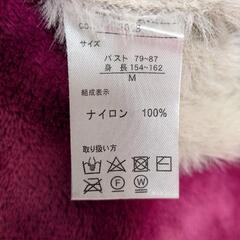 サイズ
バスト 79~87
身 長 154~162
M
組成表示
ナイロン 100%
取り扱い方
P
F
W